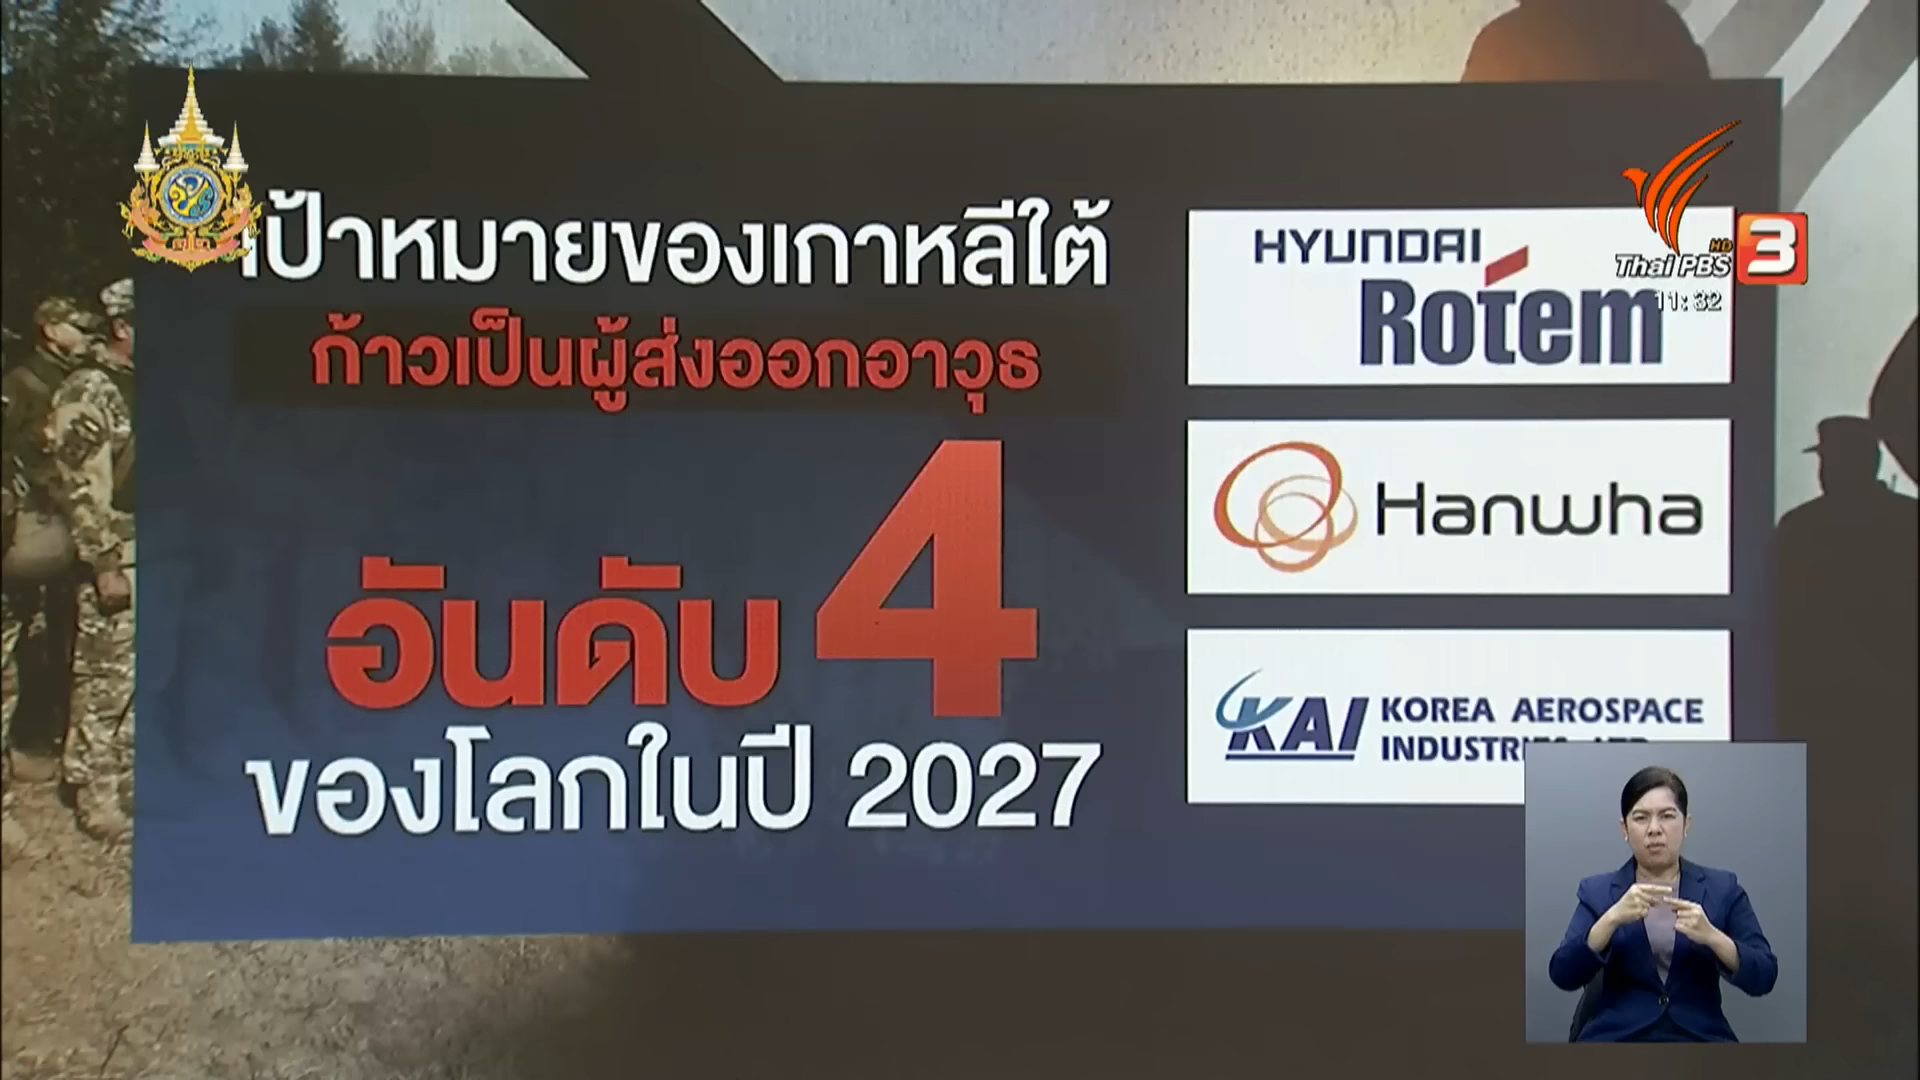 เป้าหมายของเกาหลีใต้
ก้าวเป็นผู้ส่งออกอาวุธ
อันดับ 4
ของโลกในปี 2027
HYUNDAI
Rotem
Hanwha
KAI KOREA AEROSPACE
INDUSTRIES, LTD.
Thai PBS HD 3
11:32